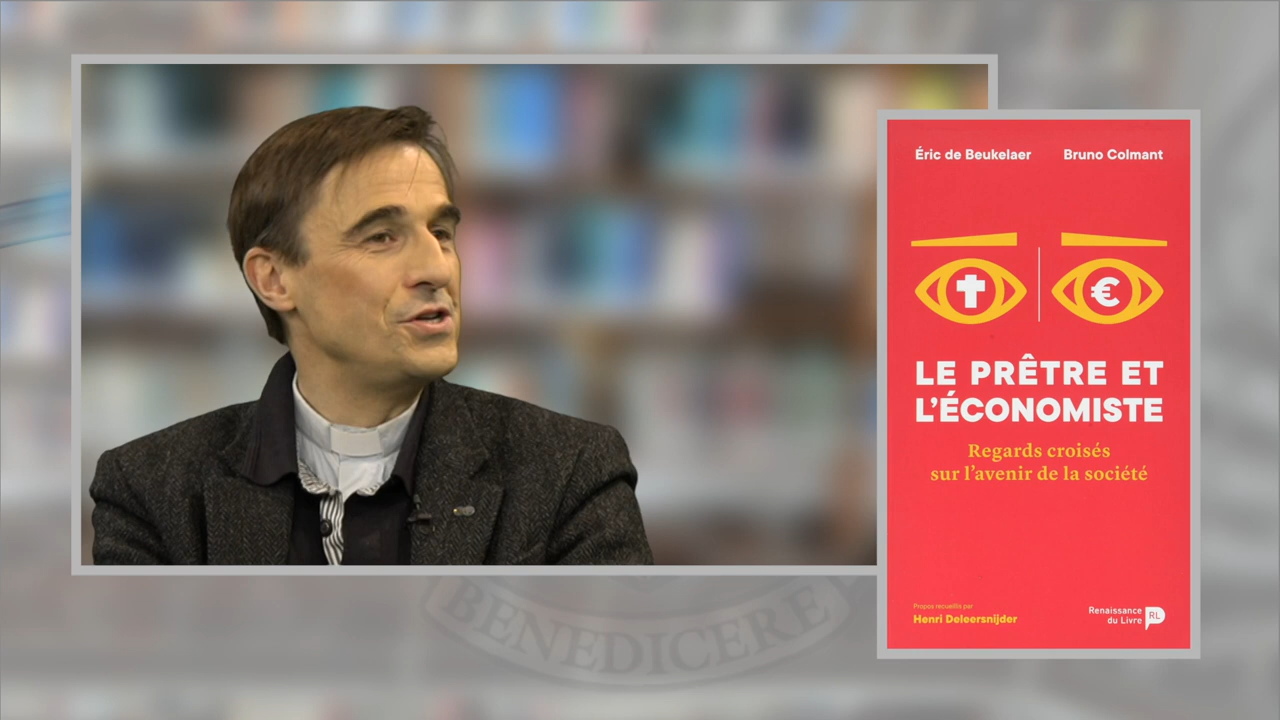 Éric de Beukelaer
Bruno Colmant
€
LE PRÊTRE ET
L'ÉCONOMISTE
Regards croisés
sur l'avenir de la société
Propos recueillis par
Henri Deleersnijder
Renaissance
du Livre
RL
BENEDICERE